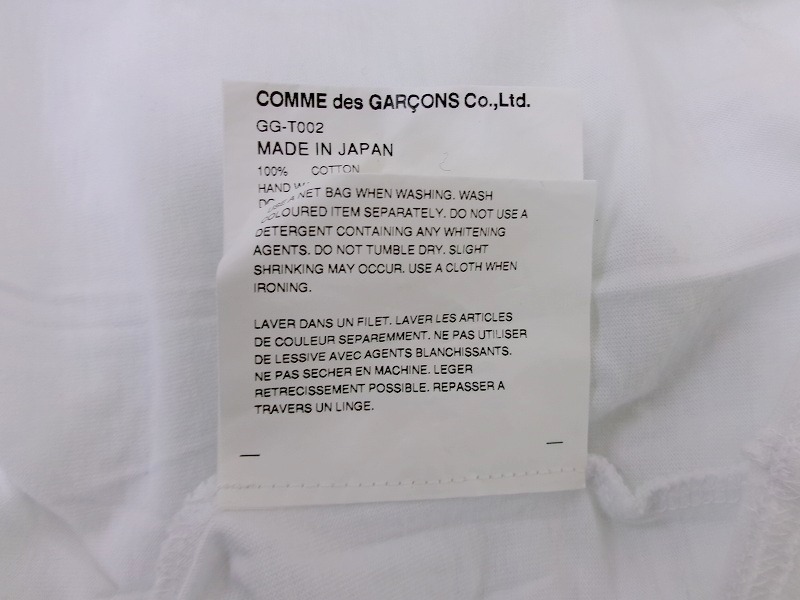 COMME des GARÇONS Co.,Ltd.
GG-T002
MADE IN JAPAN
100% COTTON
HAND
NET BAG WHEN WASHING. WASH
COLOURED ITEM SEPARATELY. DO NOT USE A
DETERGENT CONTAINING ANY WHITENING
AGENTS. DO NOT TUMBLE DRY. SLIGHT
SHRINKING MAY OCCUR. USE A CLOTH WHEN
IRONING.
LAVER DANS UN FILET. LAVER LES ARTICLES
DE COULEUR SEPAREMMENT. NE PAS UTILISER
DE LESSIVE AVEC AGENTS BLANCHISSANTS.
NE PAS SECHER EN MACHINE. LEGER
RETRECISSEMENT POSSIBLE. REPASSER A
TRAVERS UN LINGE.